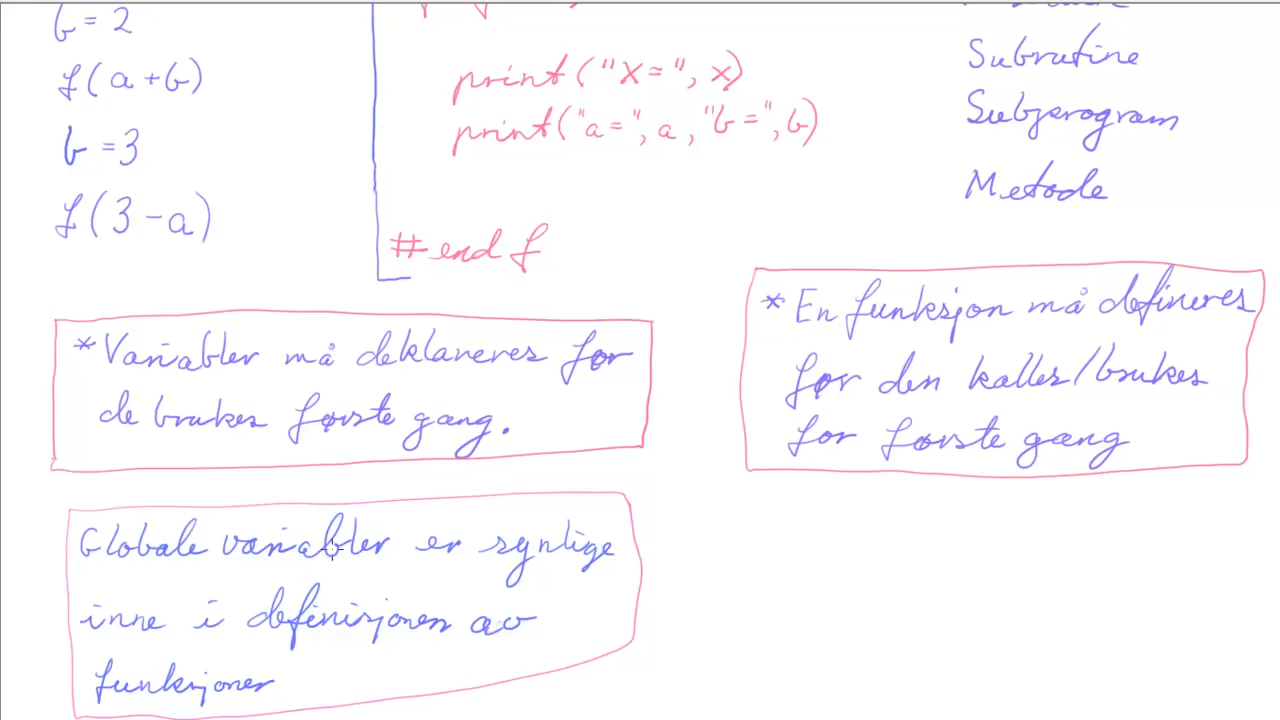 b = 2
f(a+b)
b = 3
f(3-a)
print("x=", x)
print("a=", a, "b=", b)
#end f
Subrutine
Subprogram
Metode
*Variabler må deklareres før
de brukes første gang.
*En funksjon må defineres
før den kalles/brukes
for første gang
Globale variabler er synlige
inne i definisjonen av
funksjoner